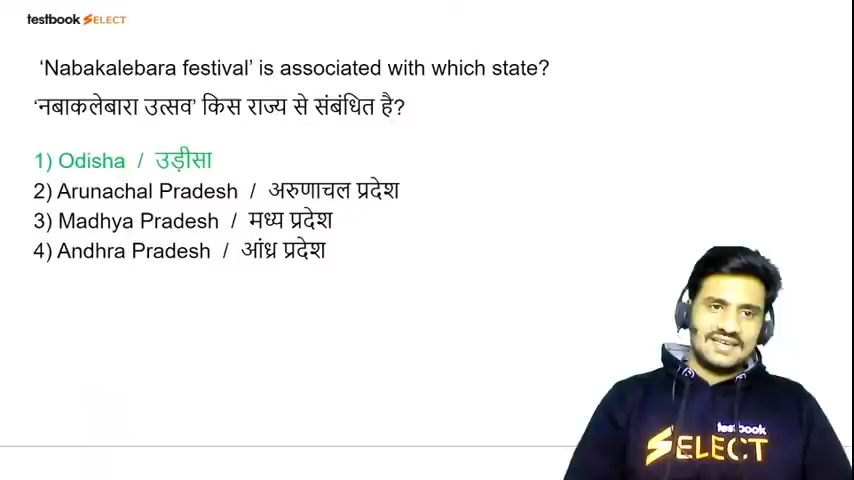 testbook SELECT
‘Nabakalebara festival’ is associated with which state?
‘नबाकलेबारा उत्सव’ किस राज्य से संबंधित है?
1) Odisha / उड़ीसा
2) Arunachal Pradesh / अरुणाचल प्रदेश
3) Madhya Pradesh / मध्य प्रदेश
4) Andhra Pradesh / आंध्र प्रदेश
testbook
SELECT